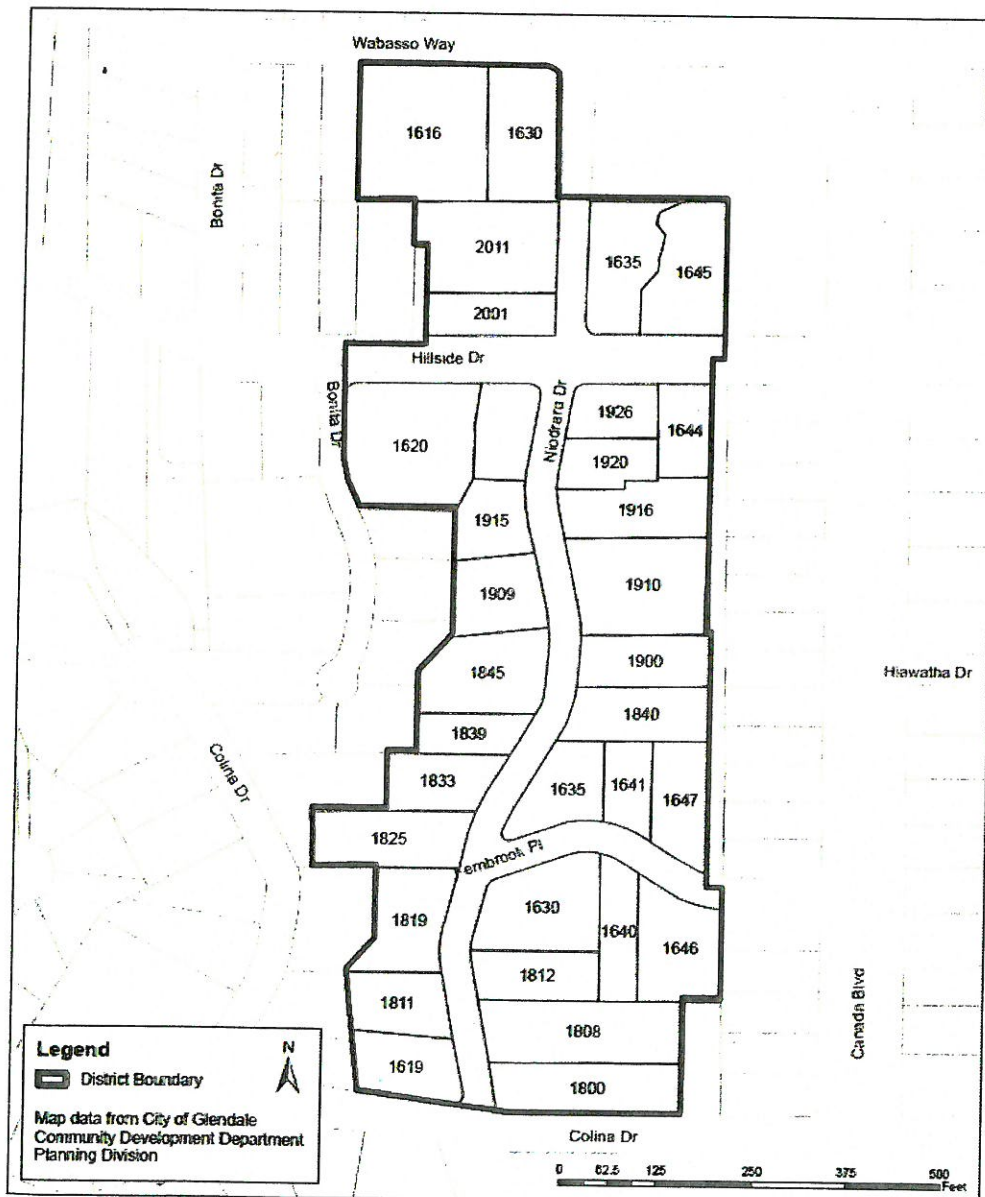 Wabasso Way
1616
1630
Bonita Dr
2011
1635
1645
2001
Hillside Dr
Bonita Dr
Niodrara Dr
1926
1644
1620
1920
1916
1915
1910
1909
1900
1845
Hiawatha Dr
1840
1839
Colina Dr
1833
1635
1641
1647
1825
ernbrook Pl
1630
1819
1640
1646
1812
1811
Canada Blvd
1808
1619
1800
Legend
N
District Boundary
Map data from City of Glendale
Community Development Department
Planning Division
Colina Dr
0 62.5 125 250 375 500
Feet